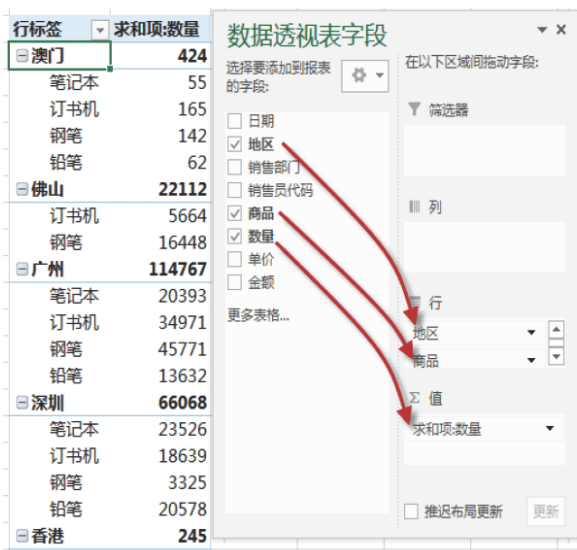 行标签 求和项:数量
澳门 424
笔记本 55
订书机 165
钢笔 142
铅笔 62
佛山 22112
订书机 5664
钢笔 16448
广州 114767
笔记本 20393
订书机 34971
钢笔 45771
铅笔 13632
深圳 66068
笔记本 23526
订书机 18639
钢笔 3325
铅笔 20578
香港 245
数据透视表字段
选择要添加到报表
的字段:
日期
地区
销售部门
销售员代码
商品
数量
单价
金额
更多表格...
在以下区域间拖动字段:
筛选器
列
行
地区
商品
Σ 值
求和项:数量
推迟布局更新 更新